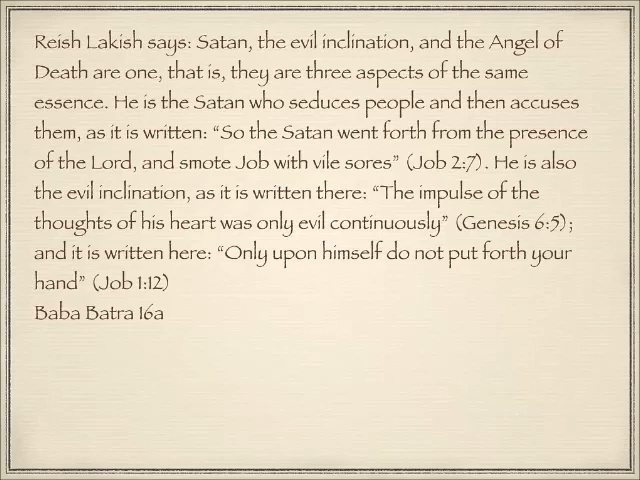 Reish Lakish says: Satan, the evil inclination, and the Angel of
Death are one, that is, they are three aspects of the same
essence. He is the Satan who seduces people and then accuses
them, as it is written: “So the Satan went forth from the presence
of the Lord, and smote Job with vile sores” (Job 2:7). He is also
the evil inclination, as it is written there: “The impulse of the
thoughts of his heart was only evil continuously” (Genesis 6:5);
and it is written here: “Only upon himself do not put forth your
hand” (Job 1:12)
Baba Batra 16a